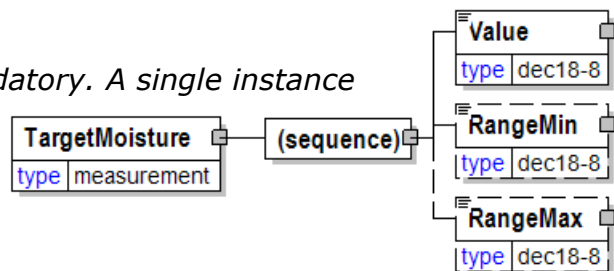 Value
type dec18-8
datory. A single instance
RangeMin
type dec18-8
TargetMoisture
type measurement
(sequence)
RangeMax
type dec18-8